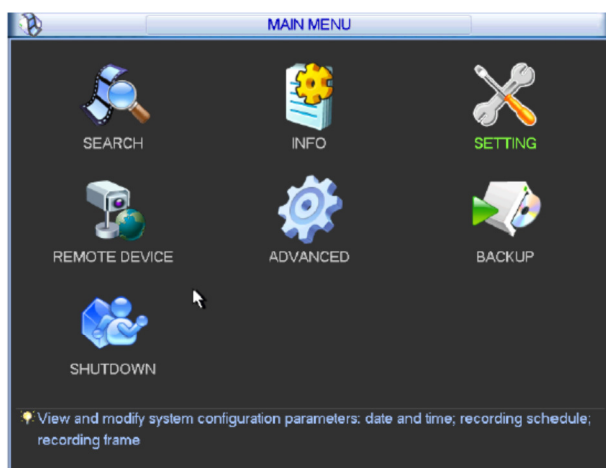 MAIN MENU
SEARCH
INFO
SETTING
REMOTE DEVICE
ADVANCED
BACKUP
SHUTDOWN
View and modify system configuration parameters: date and time; recording schedule;
recording frame